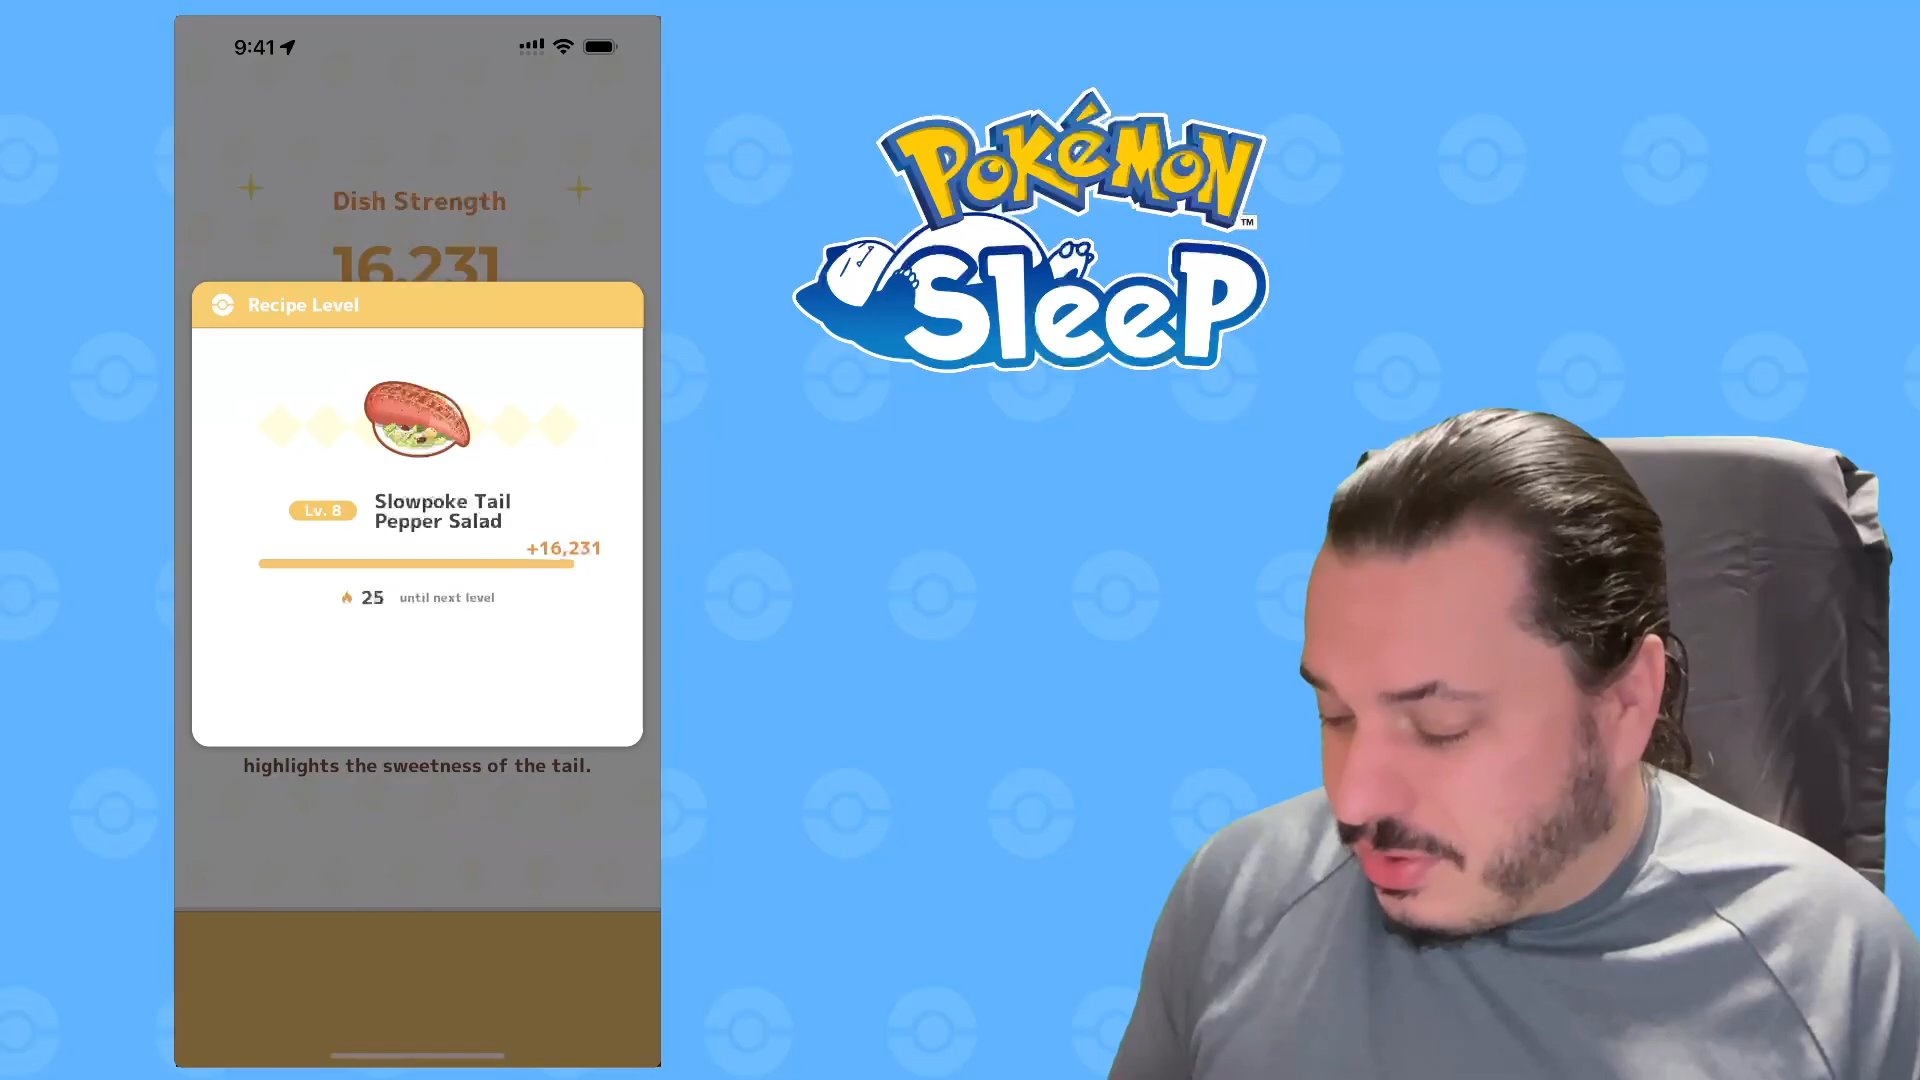 9:41
Dish Strength
16,231
Recipe Level
Lv. 8
Slowpoke Tail
Pepper Salad
+16,231
25 until next level
highlights the sweetness of the tail.
POKéMON
TM
SleeP